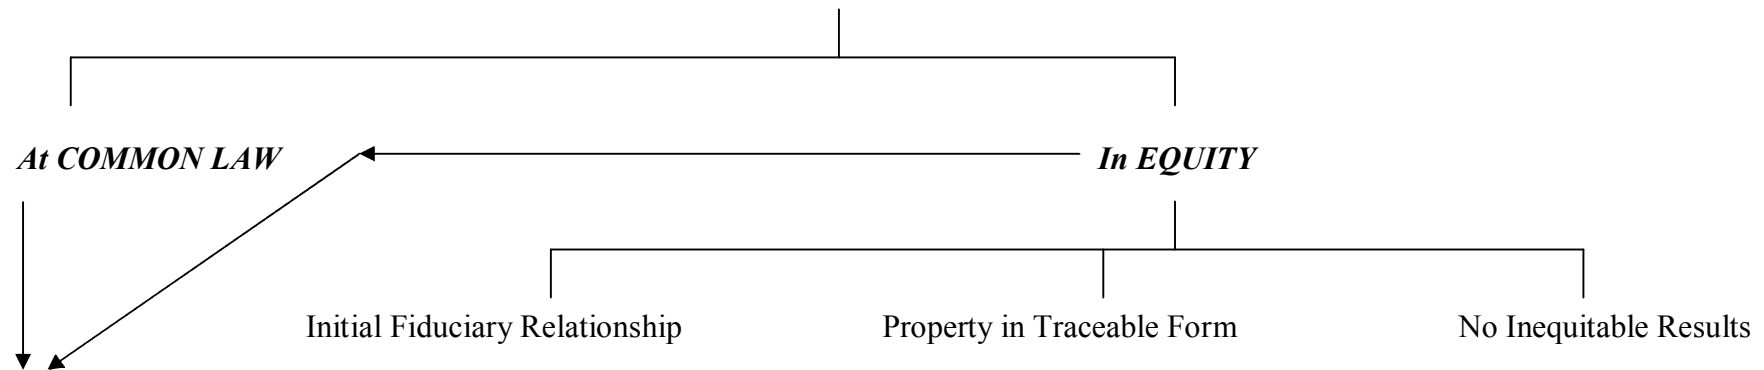 At COMMON LAW
In EQUITY
Initial Fiduciary Relationship
Property in Traceable Form
No Inequitable Results